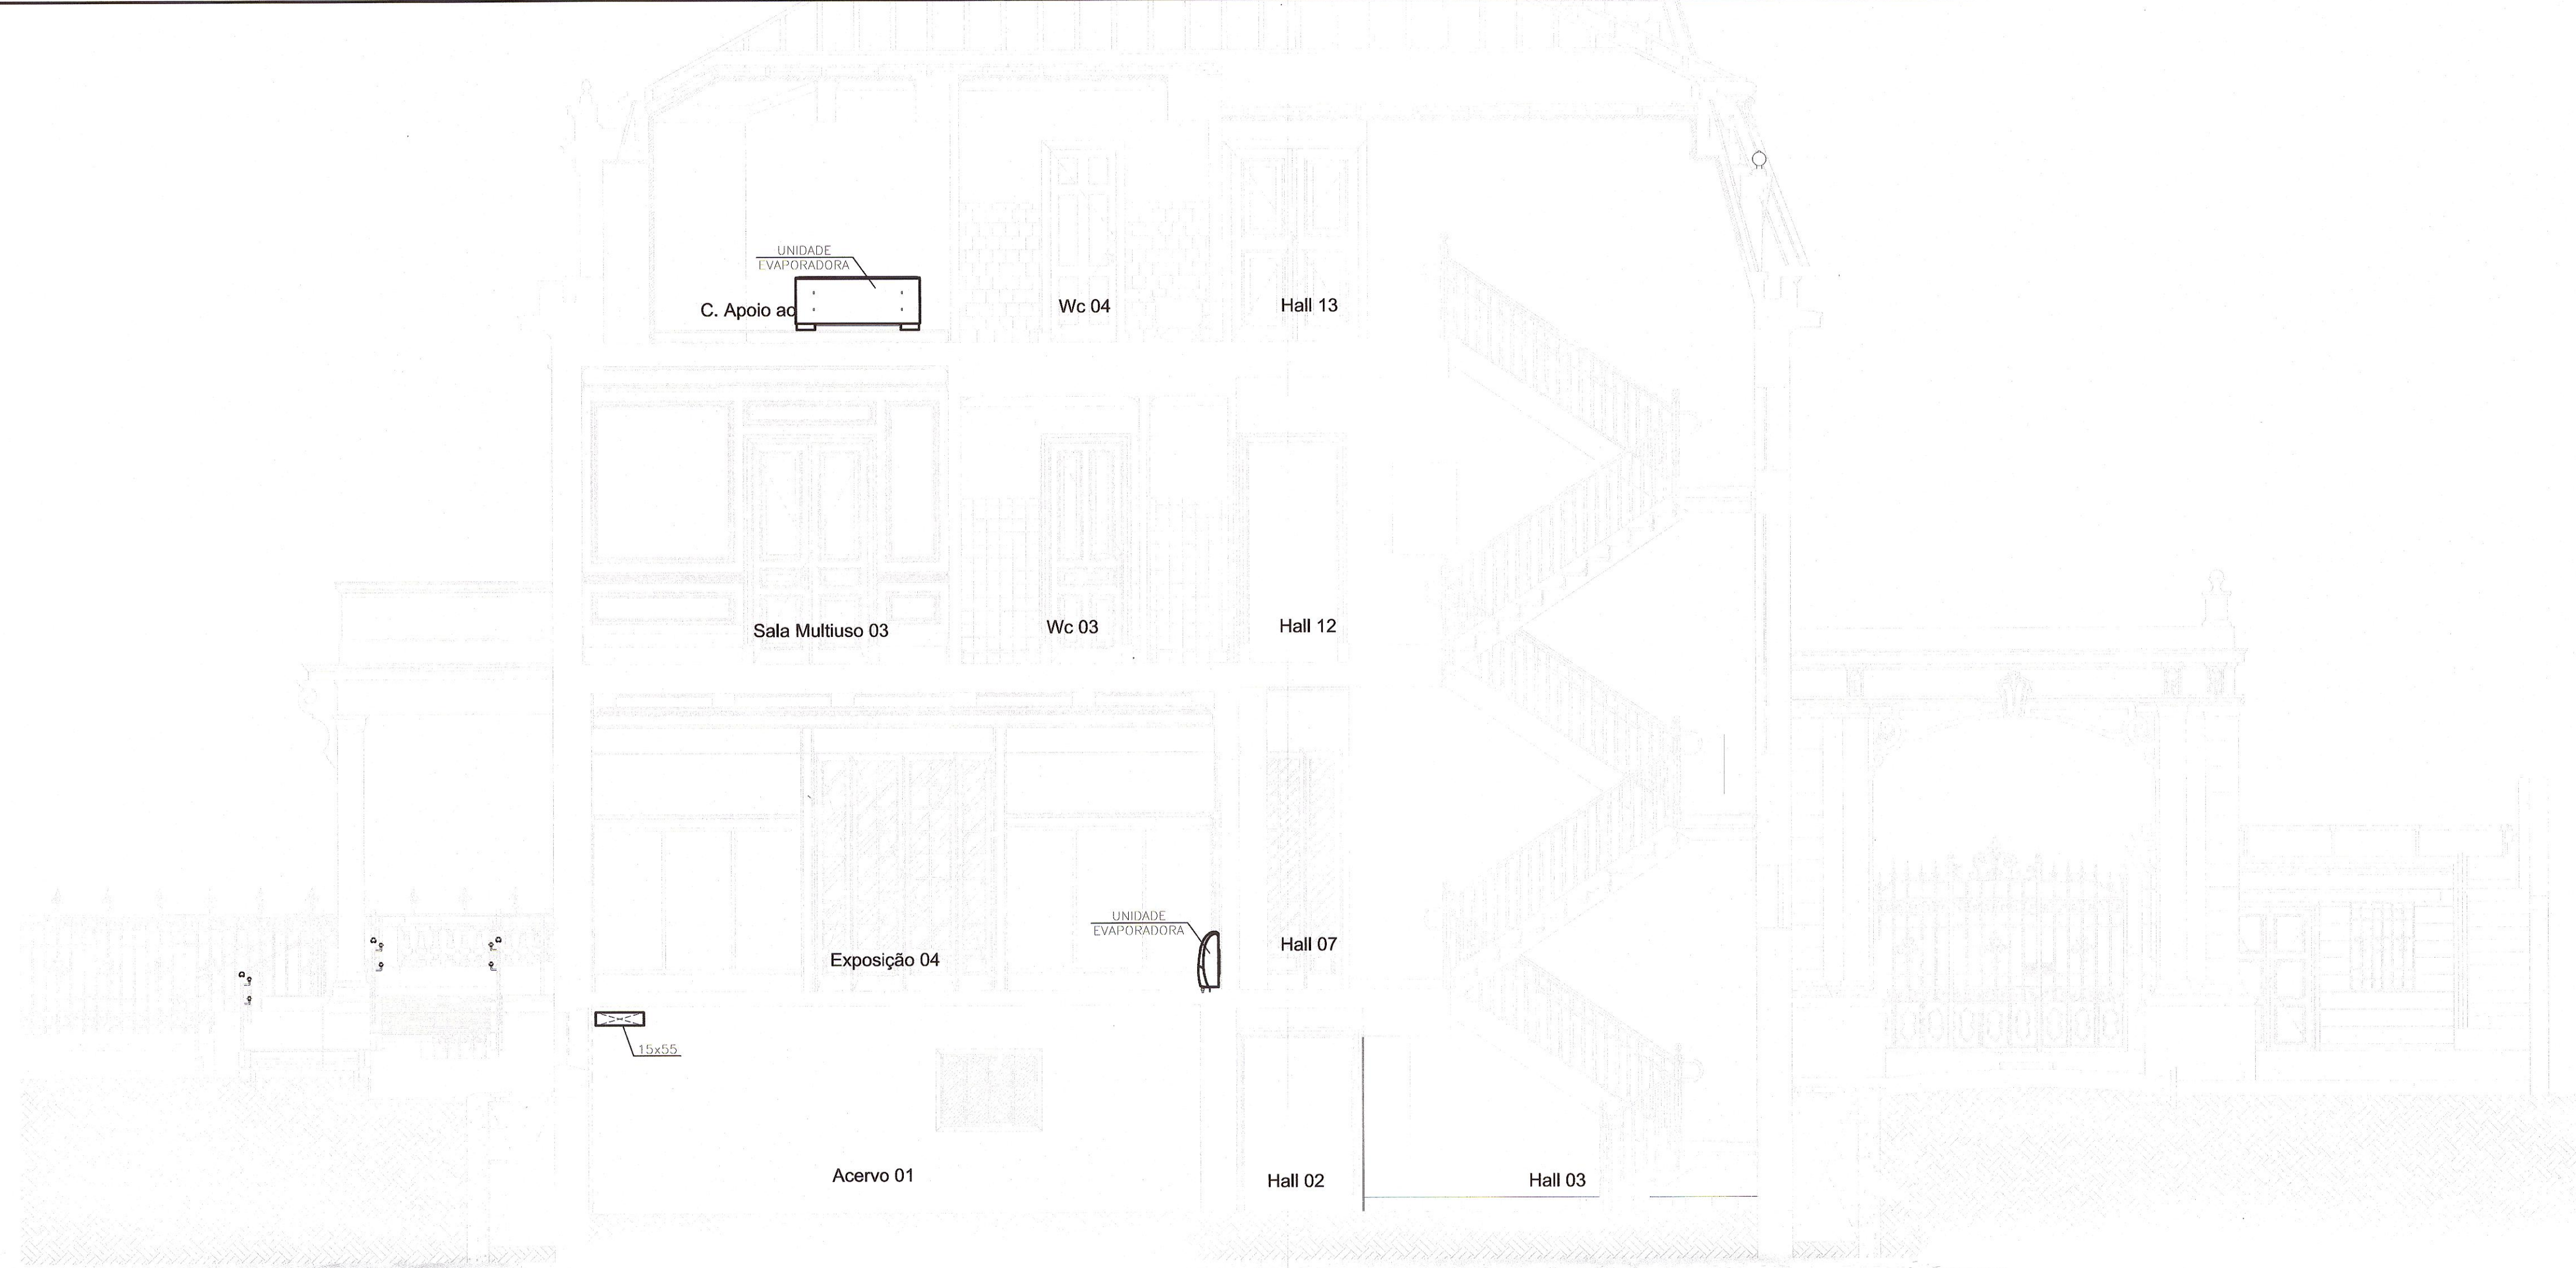 UNIDADE
EVAPORADORA
C. Apoio ao
Wc 04
Hall 13
Sala Multiuso 03
Wc 03
Hall 12
UNIDADE
EVAPORADORA
Exposição 04
Hall 07
15x55
Acervo 01
Hall 02
Hall 03